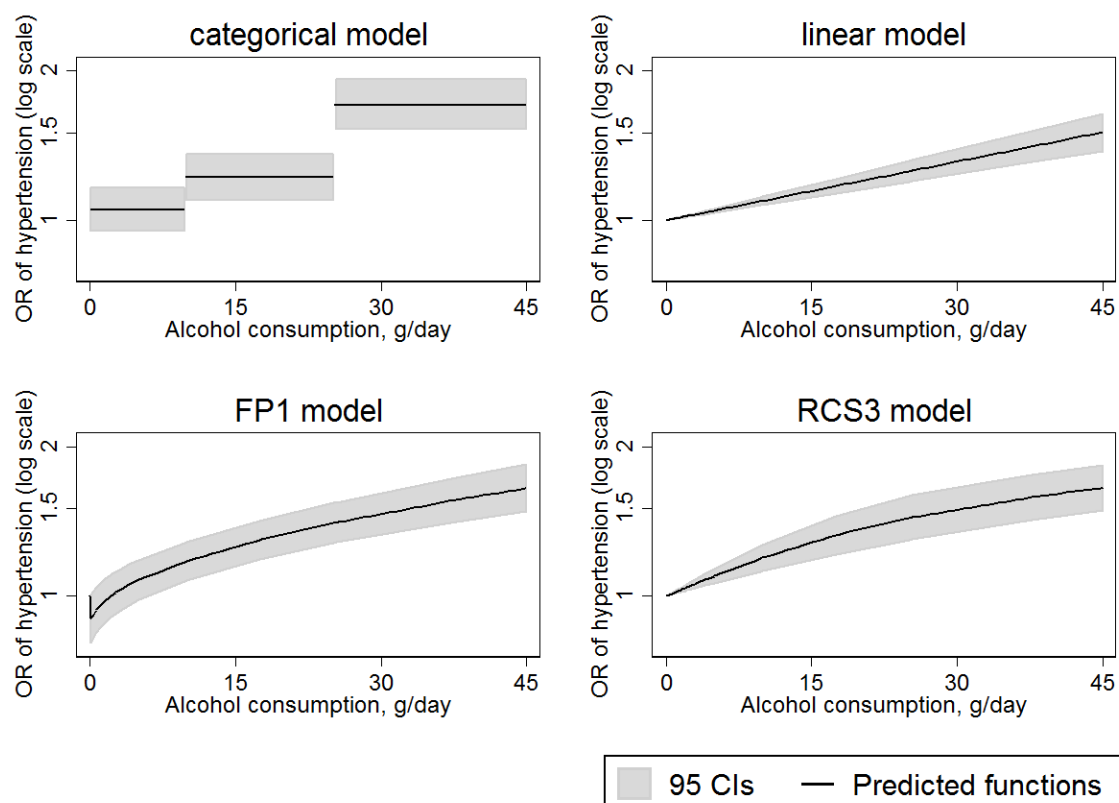 categorical model
OR of hypertension (log scale)
2
1.5
1
0 15 30 45
Alcohol consumption, g/day
linear model
OR of hypertension (log scale)
2
1.5
1
0 15 30 45
Alcohol consumption, g/day
FP1 model
OR of hypertension (log scale)
2
1.5
1
0 15 30 45
Alcohol consumption, g/day
RCS3 model
OR of hypertension (log scale)
2
1.5
1
0 15 30 45
Alcohol consumption, g/day
95 CIs Predicted functions